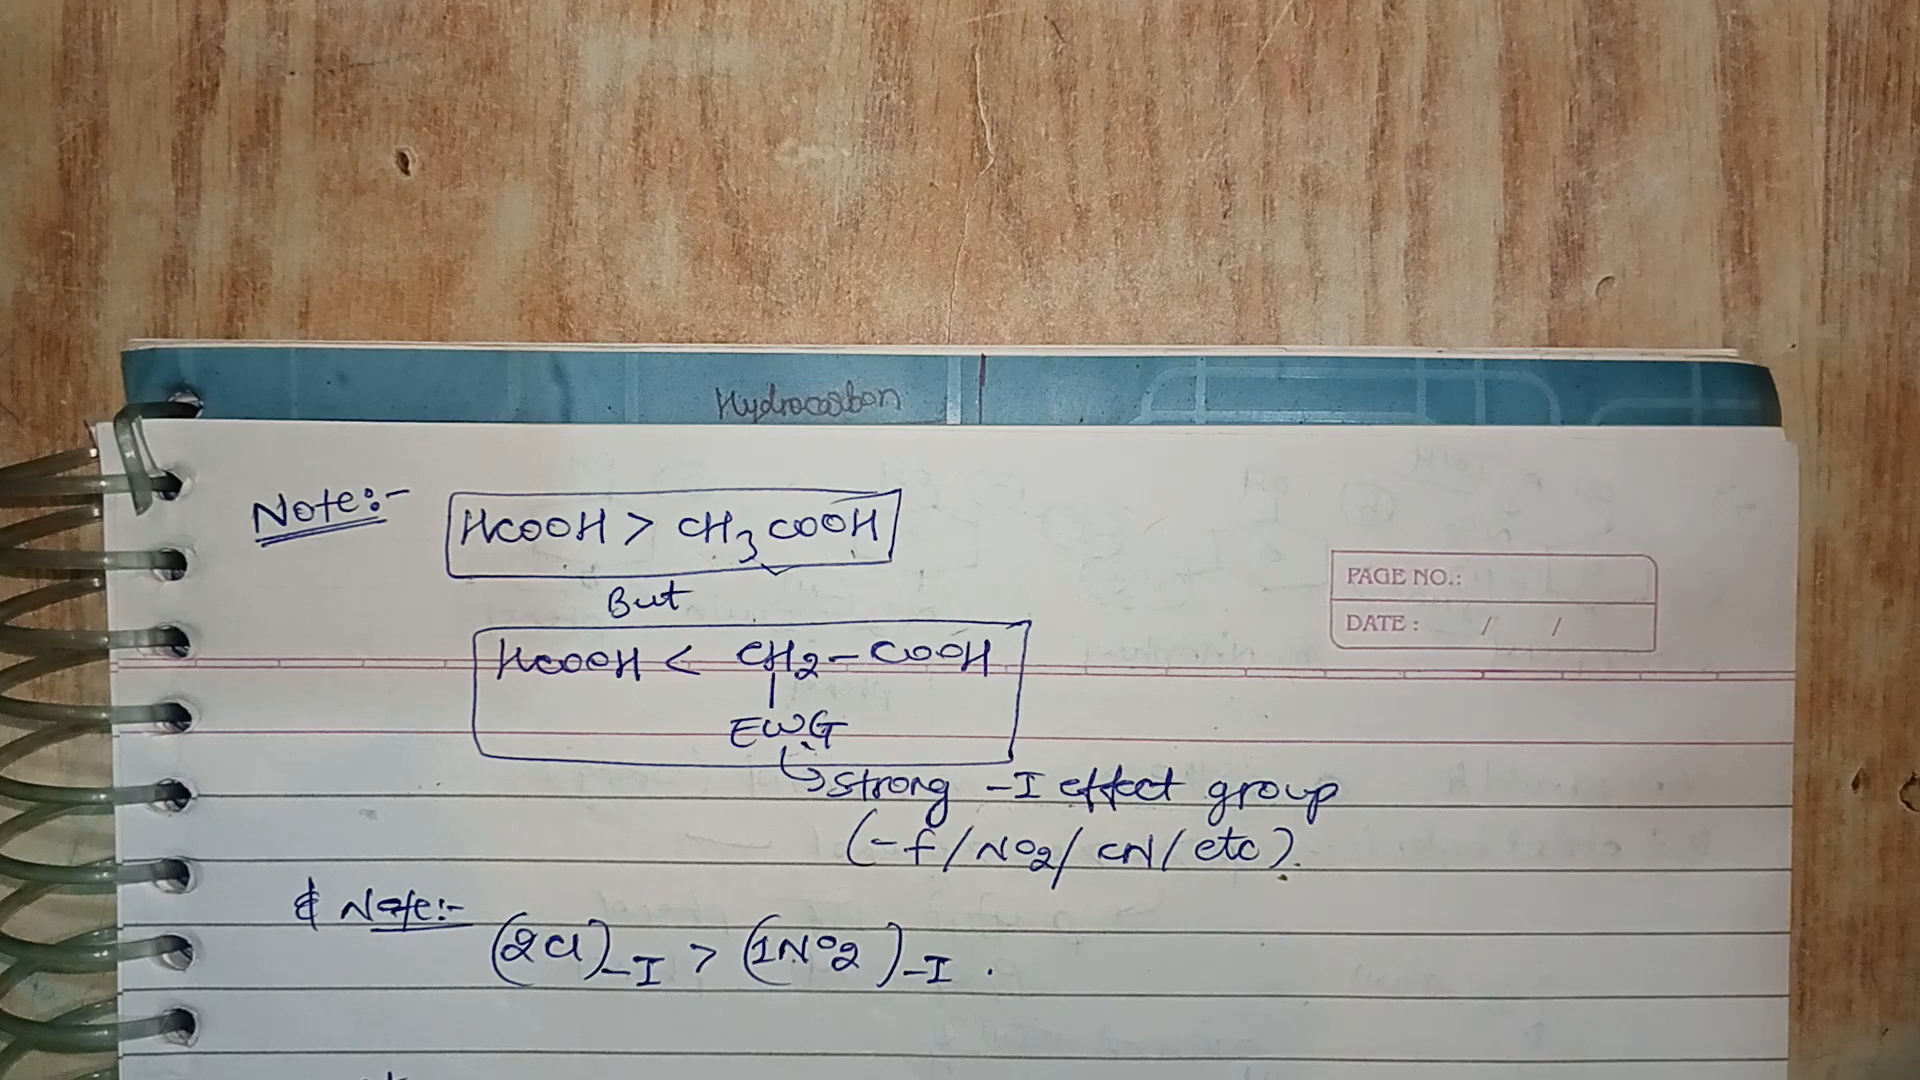 Hydrocarbon
Note:- HCOOH > CH3COOH
But
PAGE NO.:
DATE : / /
HCOOH < CH2-COOH
|
EWG
↳ strong -I effect group
(-f/NO2/CN/etc).
& Note:-
(2Cl)-I > (1NO2)-I .